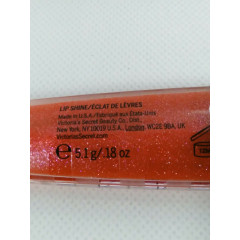 LIP SHINE/ÉCLAT DE LÈVRES
Made in U.S.A./Fabriqué aux États-Unis
Victoria's Secret Beauty Co., Dist.,
New York, NY 10019 U.S.A., London, WC2E 9BA, UK
VictoriasSecret.com
e 5.1 g/.18 oz